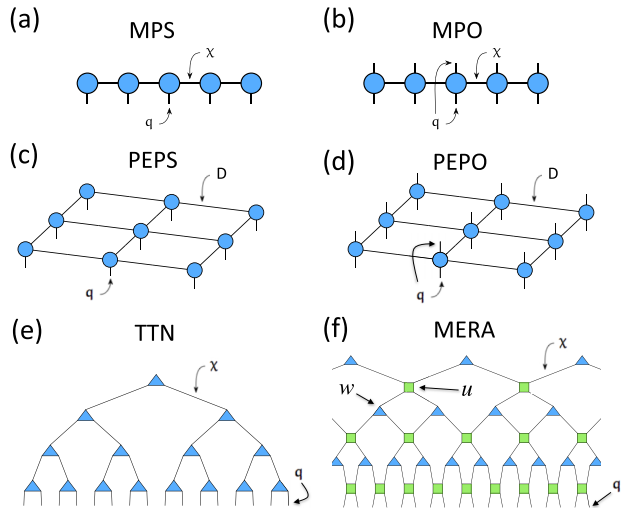 (a) MPS
χ
q
(b) MPO
χ
q
(c) PEPS
D
q
(d) PEPO
D
q
(e) TTN
χ
q
(f) MERA
χ
w
u
q